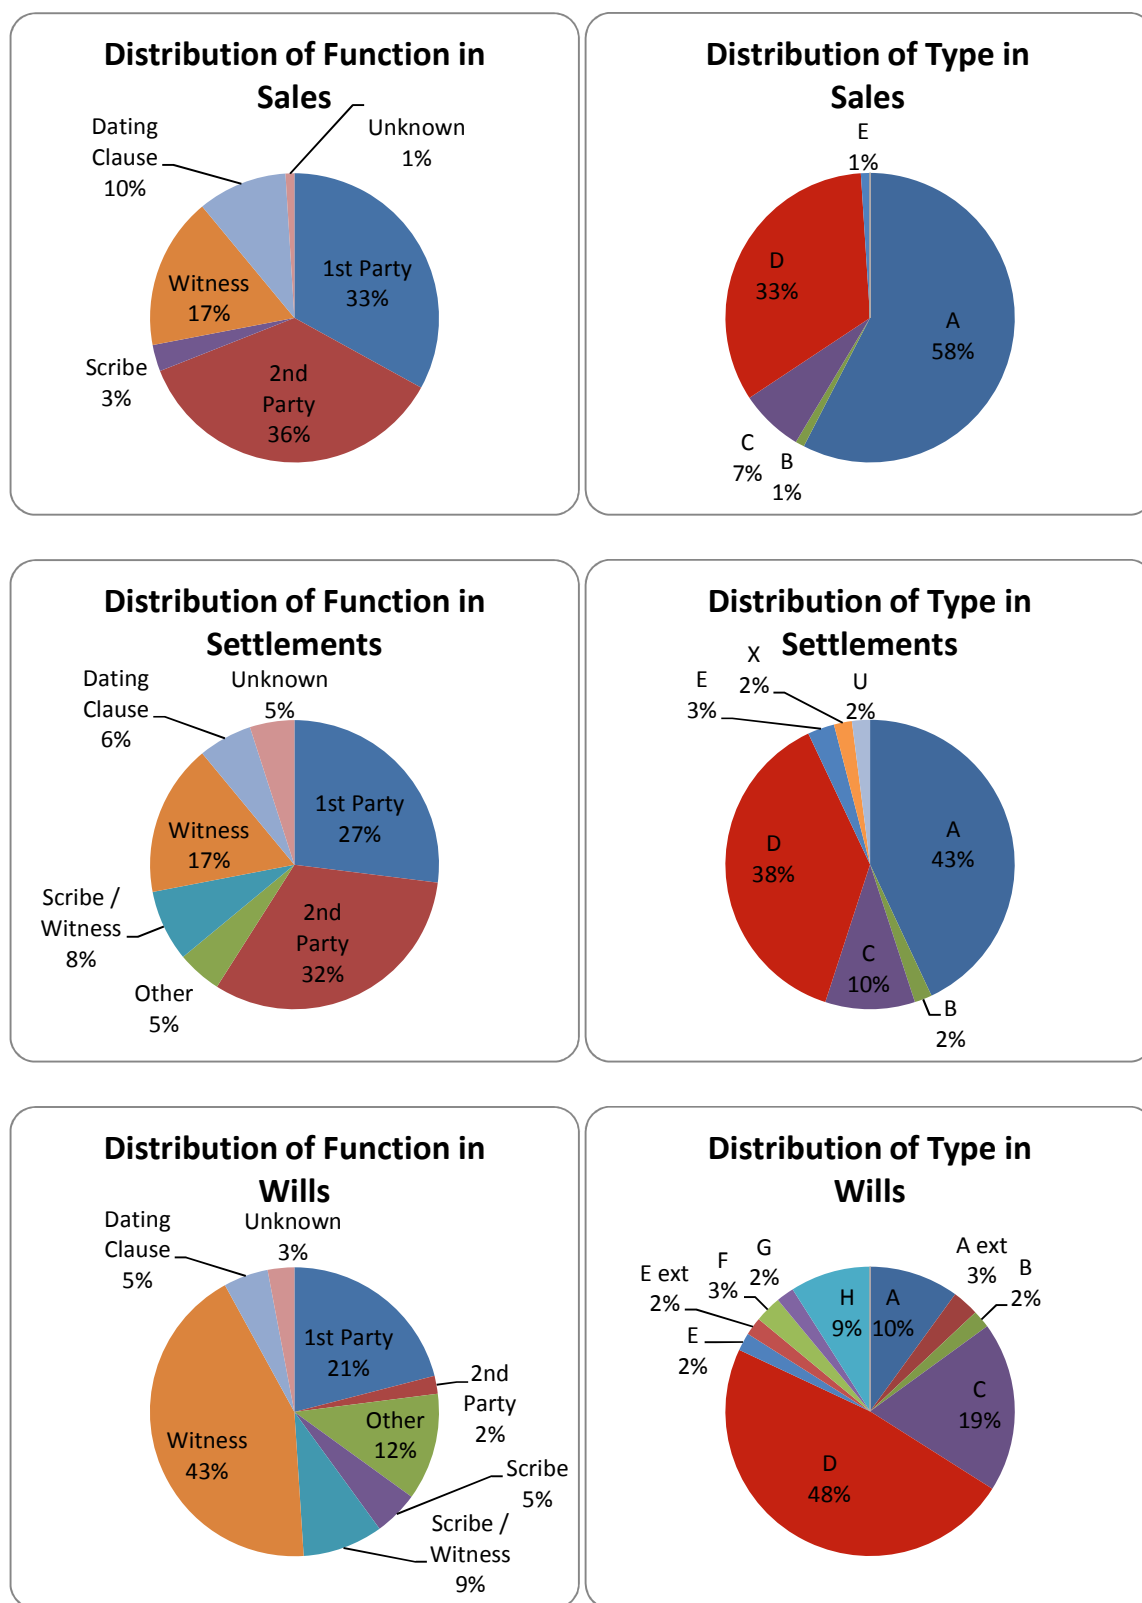 Distribution of Function in
Sales
Dating
Clause
10%
Unknown
1%
1st Party
33%
Witness
17%
Scribe
3%
2nd
Party
36%
Distribution of Type in
Sales
E
1%
D
33%
A
58%
C
7%
B
1%
Distribution of Function in
Settlements
Dating
Clause
6%
Unknown
5%
1st Party
27%
Witness
17%
Scribe /
Witness
8%
2nd
Party
32%
Other
5%
Distribution of Type in
Settlements
X
2%
E
3%
U
2%
A
43%
D
38%
C
10%
B
2%
Distribution of Function in
Wills
Dating
Clause
5%
Unknown
3%
1st Party
21%
2nd
Party
2%
Other
12%
Witness
43%
Scribe
5%
Scribe /
Witness
9%
Distribution of Type in
Wills
E ext
2%
F
3%
G
2%
A ext
3%
B
2%
H
9%
A
10%
E
2%
C
19%
D
48%